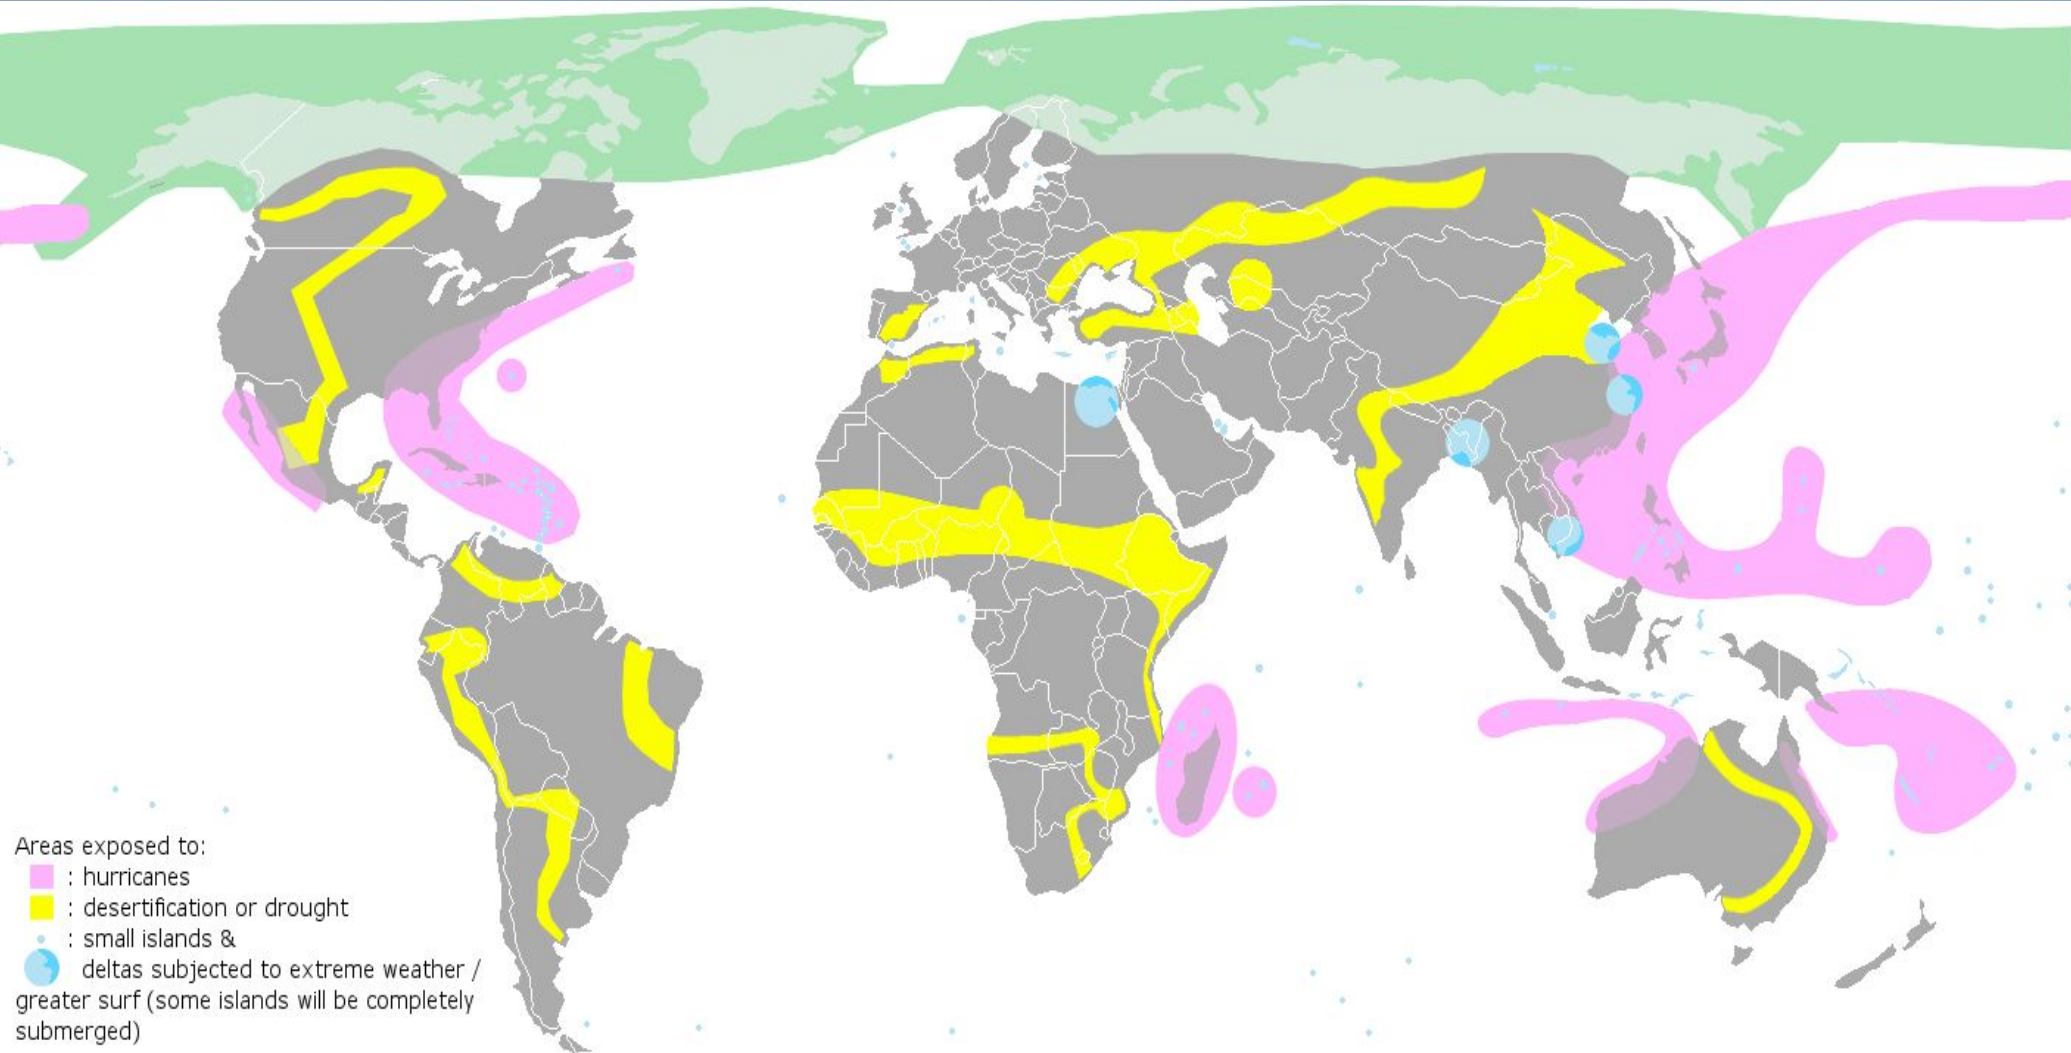 Areas exposed to:
: hurricanes
: desertification or drought
: small islands &
deltas subjected to extreme weather /
greater surf (some islands will be completely
submerged)